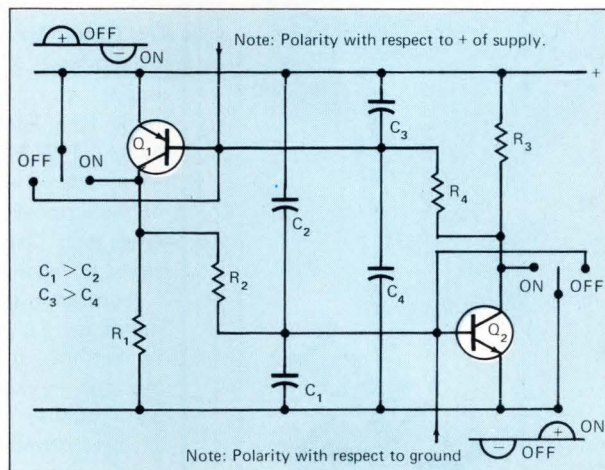 + OFF
− ON
Note: Polarity with respect to + of supply.
+
Q1
C3
R3
OFF
ON
R4
C2
C1 > C2
C3 > C4
R2
C4
ON
OFF
R1
Q2
C1
Note: Polarity with respect to ground
− + ON
OFF